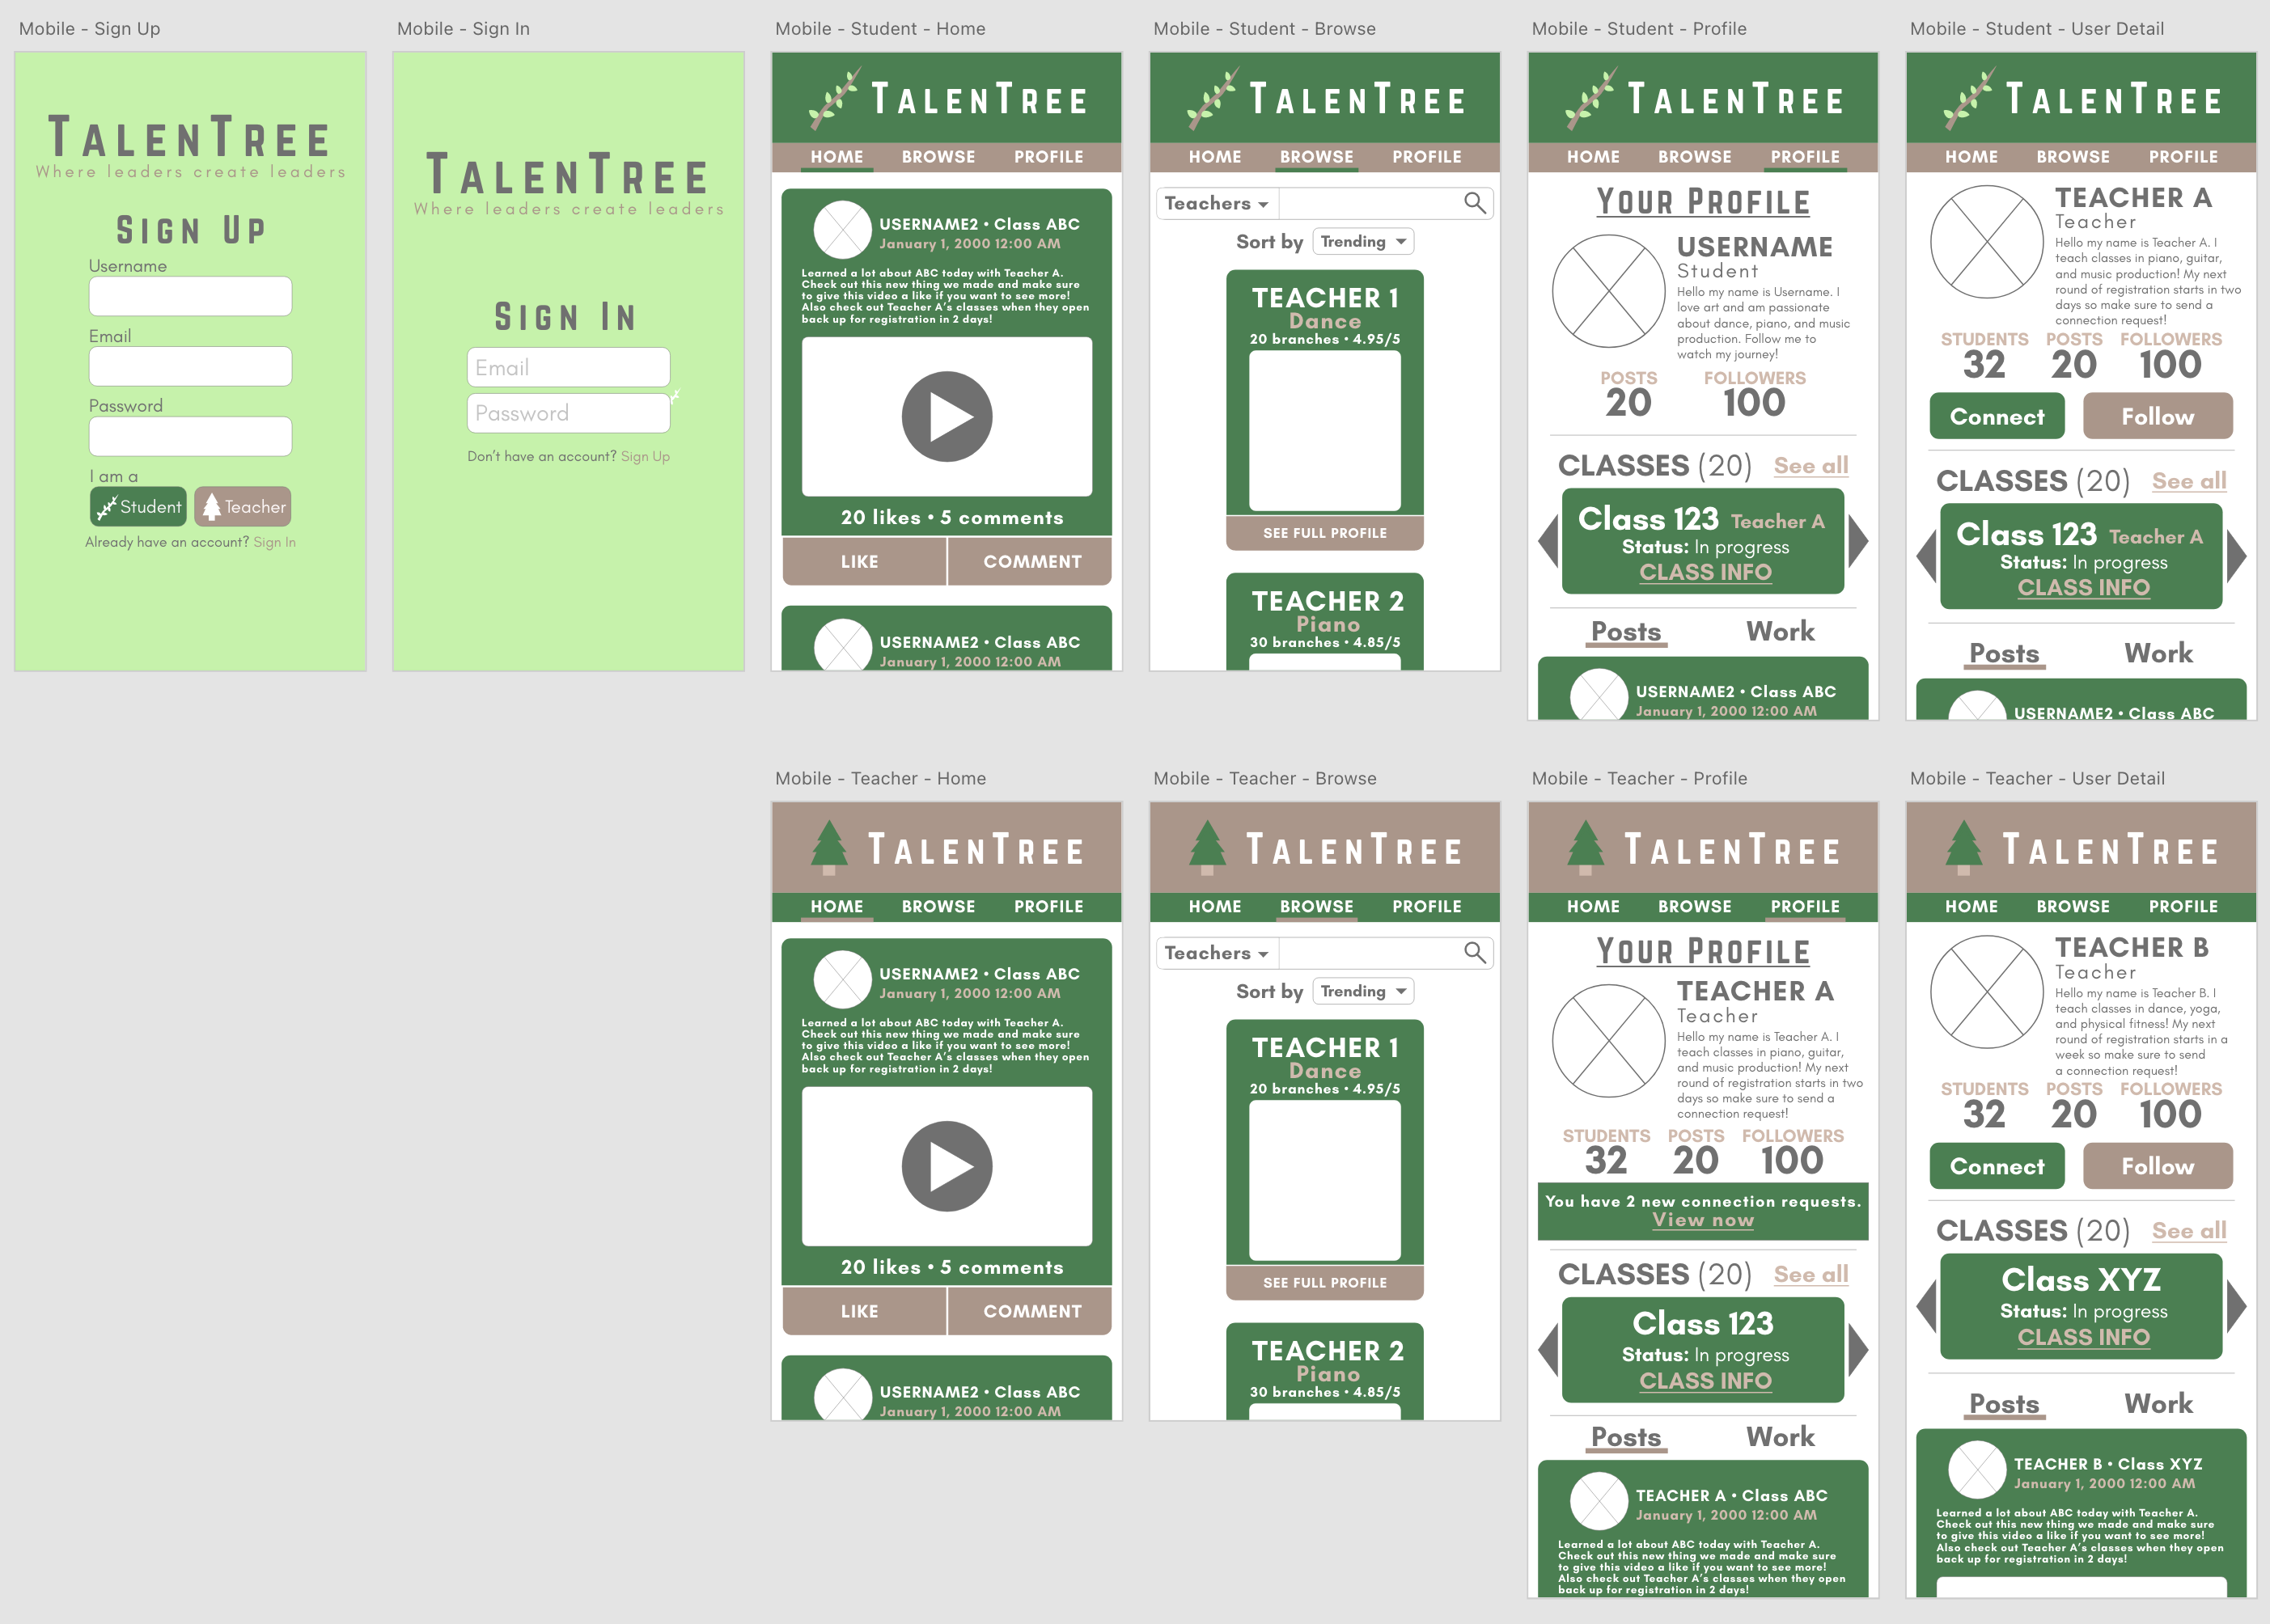 Mobile - Sign Up
TALENTREE
Where leaders create leaders
SIGN UP
Username
Email
Password
I am a
Student
Teacher
Already have an account? Sign In
Mobile - Sign In
TALENTREE
Where leaders create leaders
SIGN IN
Email
Password
Don't have an account? Sign Up
Mobile - Student - Home
TALENTREE
HOME BROWSE PROFILE
USERNAME2 • Class ABC
January 1, 2000 12:00 AM
Learned a lot about ABC today with Teacher A.
Check out this new thing we made and make sure
to give this video a like if you want to see more!
Also check out Teacher A's classes when they open
back up for registration in 2 days!
20 likes • 5 comments
LIKE COMMENT
USERNAME2 • Class ABC
January 1, 2000 12:00 AM
Mobile - Student - Browse
TALENTREE
HOME BROWSE PROFILE
Teachers
Sort by Trending
TEACHER 1
Dance
20 branches • 4.95/5
SEE FULL PROFILE
TEACHER 2
Piano
30 branches • 4.85/5
Mobile - Student - Profile
TALENTREE
HOME BROWSE PROFILE
YOUR PROFILE
USERNAME
Student
Hello my name is Username. I
love art and am passionate
about dance, piano, and music
production. Follow me to
watch my journey!
POSTS FOLLOWERS
20 100
CLASSES (20) See all
Class 123 Teacher A
Status: In progress
CLASS INFO
Posts Work
USERNAME2 • Class ABC
January 1, 2000 12:00 AM
Mobile - Student - User Detail
TALENTREE
HOME BROWSE PROFILE
TEACHER A
Teacher
Hello my name is Teacher A. I
teach classes in piano, guitar,
and music production! My next
round of registration starts in two
days so make sure to send a
connection request!
STUDENTS POSTS FOLLOWERS
32 20 100
Connect Follow
CLASSES (20) See all
Class 123 Teacher A
Status: In progress
CLASS INFO
Posts Work
USERNAME2 • Class ABC
Mobile - Teacher - Home
TALENTREE
HOME BROWSE PROFILE
USERNAME2 • Class ABC
January 1, 2000 12:00 AM
Learned a lot about ABC today with Teacher A.
Check out this new thing we made and make sure
to give this video a like if you want to see more!
Also check out Teacher A's classes when they open
back up for registration in 2 days!
20 likes • 5 comments
LIKE COMMENT
USERNAME2 • Class ABC
January 1, 2000 12:00 AM
Mobile - Teacher - Browse
TALENTREE
HOME BROWSE PROFILE
Teachers
Sort by Trending
TEACHER 1
Dance
20 branches • 4.95/5
SEE FULL PROFILE
TEACHER 2
Piano
30 branches • 4.85/5
Mobile - Teacher - Profile
TALENTREE
HOME BROWSE PROFILE
YOUR PROFILE
TEACHER A
Teacher
Hello my name is Teacher A. I
teach classes in piano, guitar,
and music production! My next
round of registration starts in two
days so make sure to send a
connection request!
STUDENTS POSTS FOLLOWERS
32 20 100
You have 2 new connection requests.
View now
CLASSES (20) See all
Class 123
Status: In progress
CLASS INFO
Posts Work
TEACHER A • Class ABC
January 1, 2000 12:00 AM
Learned a lot about ABC today with Teacher A.
Check out this new thing we made and make sure
to give this video a like if you want to see more!
Also check out Teacher A's classes when they open
back up for registration in 2 days!
Mobile - Teacher - User Detail
TALENTREE
HOME BROWSE PROFILE
TEACHER B
Teacher
Hello my name is Teacher B. I
teach classes in dance, yoga,
and physical fitness! My next
round of registration starts in a
week so make sure to send
a connection request!
STUDENTS POSTS FOLLOWERS
32 20 100
Connect Follow
CLASSES (20) See all
Class XYZ
Status: In progress
CLASS INFO
Posts Work
TEACHER B • Class XYZ
January 1, 2000 12:00 AM
Learned a lot about ABC today with Teacher A.
Check out this new thing we made and make sure
to give this video a like if you want to see more!
Also check out Teacher A's classes when they open
back up for registration in 2 days!